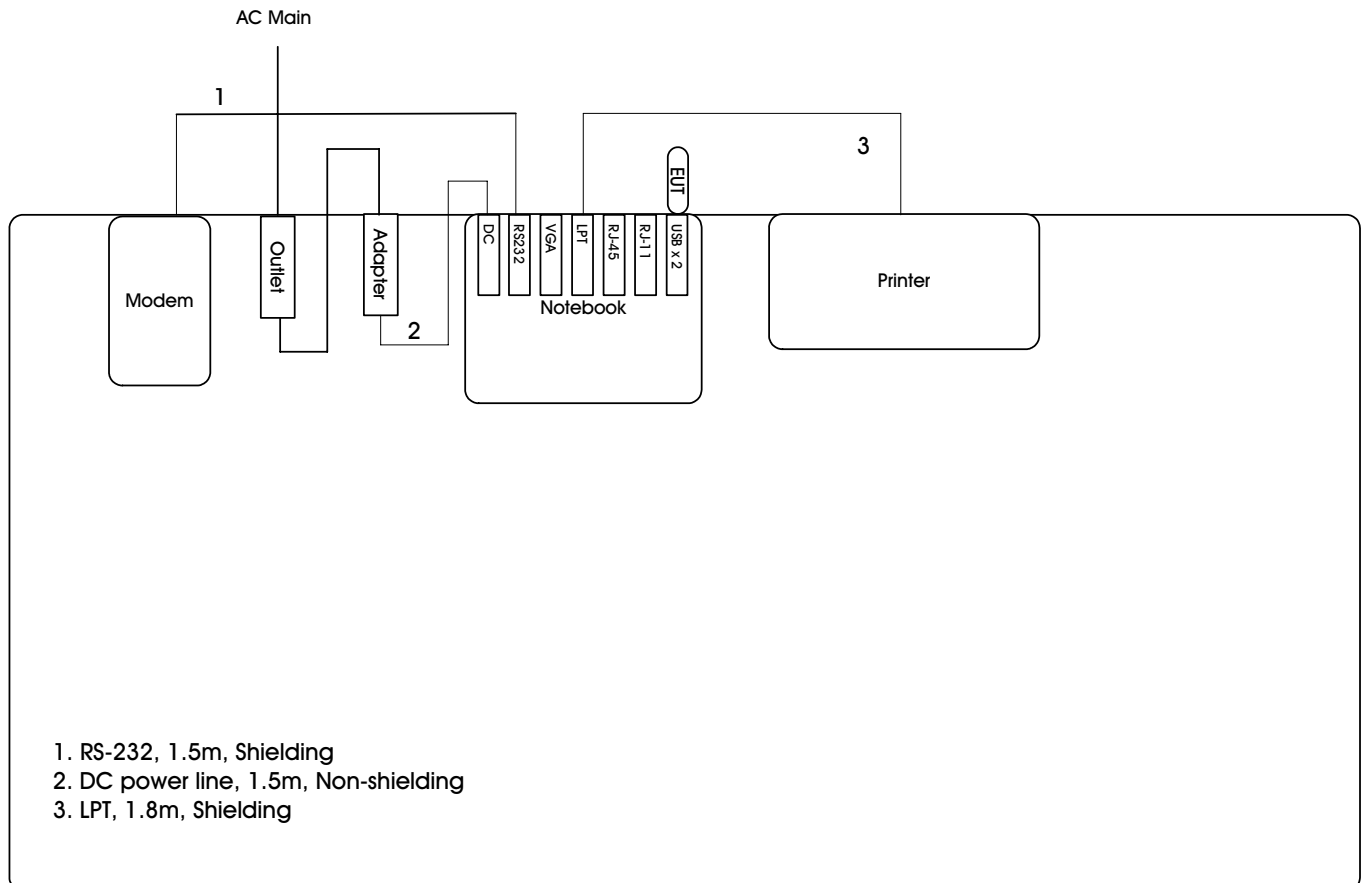 AC Main
1
3
EUT
Modem
Outlet
Adapter
2
DC
RS232
VGA
LPT
RJ-45
RJ-11
USB x 2
Notebook
Printer
1. RS-232, 1.5m, Shielding
2. DC power line, 1.5m, Non-shielding
3. LPT, 1.8m, Shielding